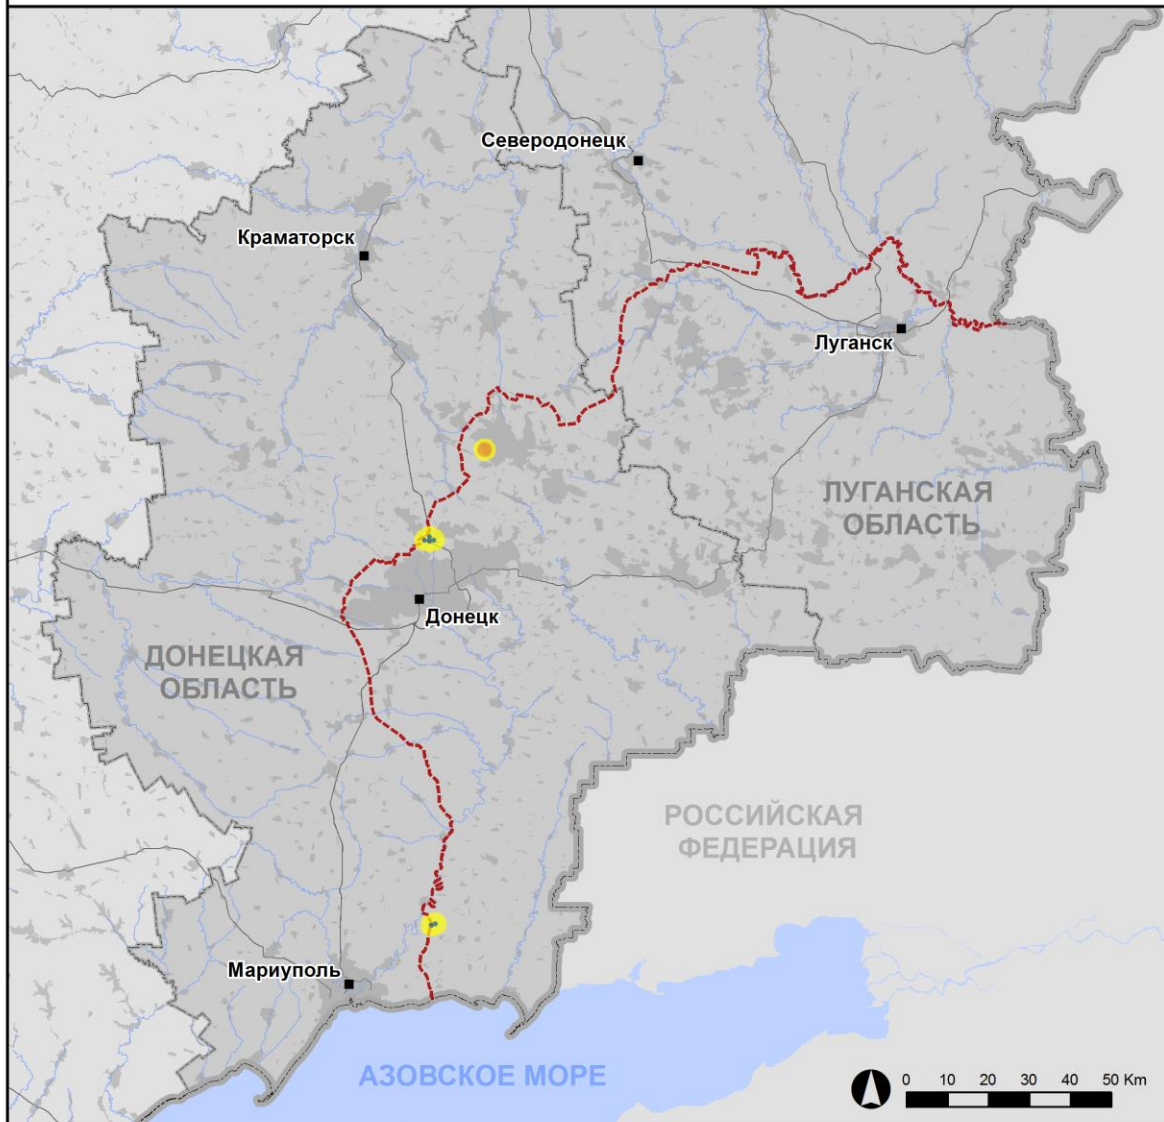 Северодонецк
Краматорск
Луганск
ЛУГАНСКАЯ
ОБЛАСТЬ
Донецк
ДОНЕЦКАЯ
ОБЛАСТЬ
РОССИЙСКАЯ
ФЕДЕРАЦИЯ
Мариуполь
АЗОВСКОЕ МОРЕ
0 10 20 30 40 50 Km